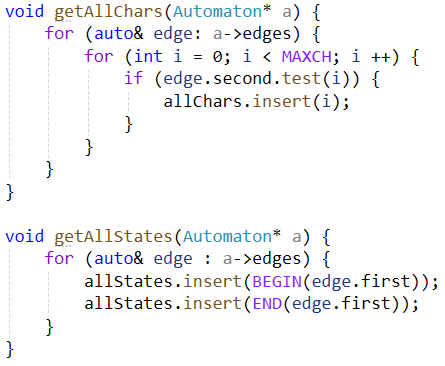 void getAllChars(Automaton* a) {
    for (auto& edge: a->edges) {
        for (int i = 0; i < MAXCH; i ++) {
            if (edge.second.test(i)) {
                allChars.insert(i);
            }
        }
    }
}

void getAllStates(Automaton* a) {
    for (auto& edge : a->edges) {
        allStates.insert(BEGIN(edge.first));
        allStates.insert(END(edge.first));
    }
}